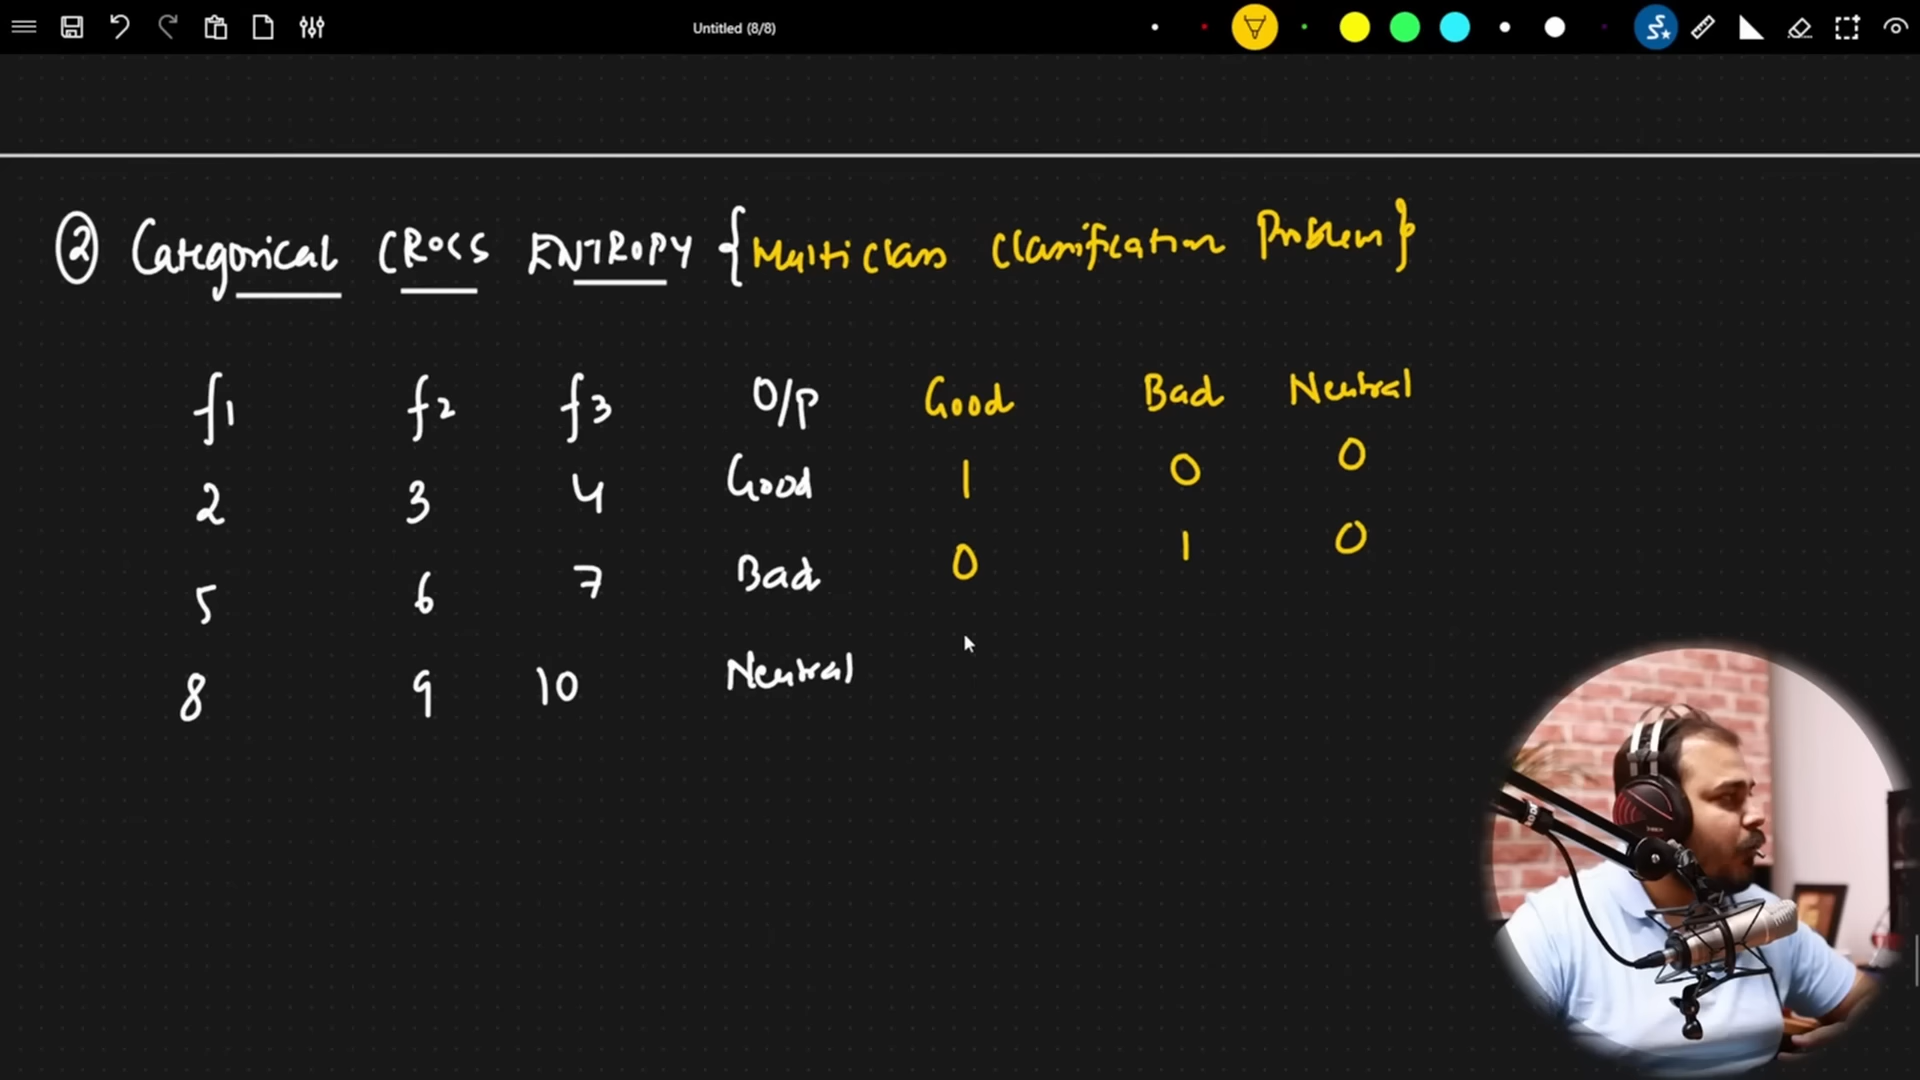 Untitled (8/8)
② Categorical CROSS ENTROPY {Multiclass Classification Problem}
f1 f2 f3 O/P Good Bad Neutral
2 3 4 Good 1 0 0
5 6 7 Bad 0 1 0
8 9 10 Neutral